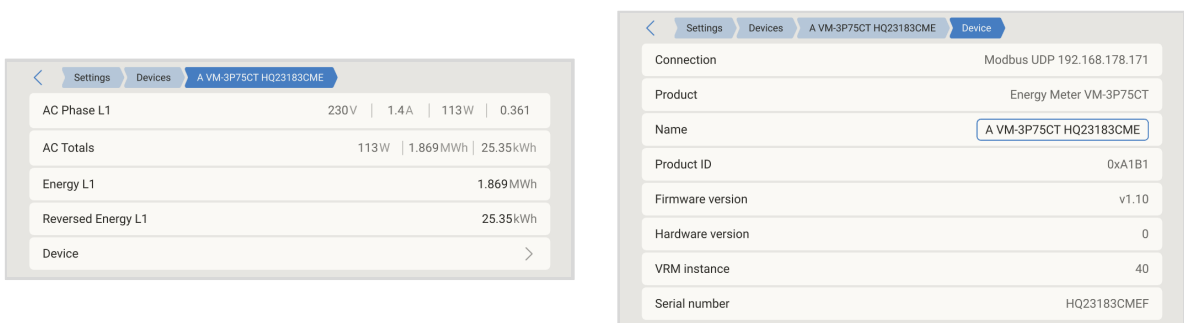 Settings Devices A VM-3P75CT HQ23183CME
AC Phase L1 230V 1.4A 113W 0.361
AC Totals 113W 1.869MWh 25.35kWh
Energy L1 1.869MWh
Reversed Energy L1 25.35kWh
Device
Settings Devices A VM-3P75CT HQ23183CME Device
Connection Modbus UDP 192.168.178.171
Product Energy Meter VM-3P75CT
Name A VM-3P75CT HQ23183CME
Product ID 0xA1B1
Firmware version v1.10
Hardware version 0
VRM instance 40
Serial number HQ23183CMEF